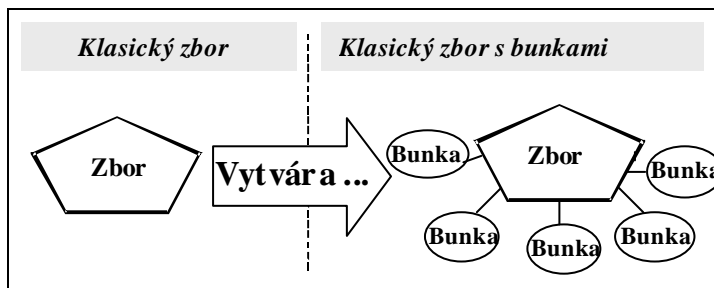 Klasický zbor
Klasický zbor s bunkami
Zbor
Vytvára ...
Zbor
Bunka
Bunka
Bunka
Bunka
Bunka